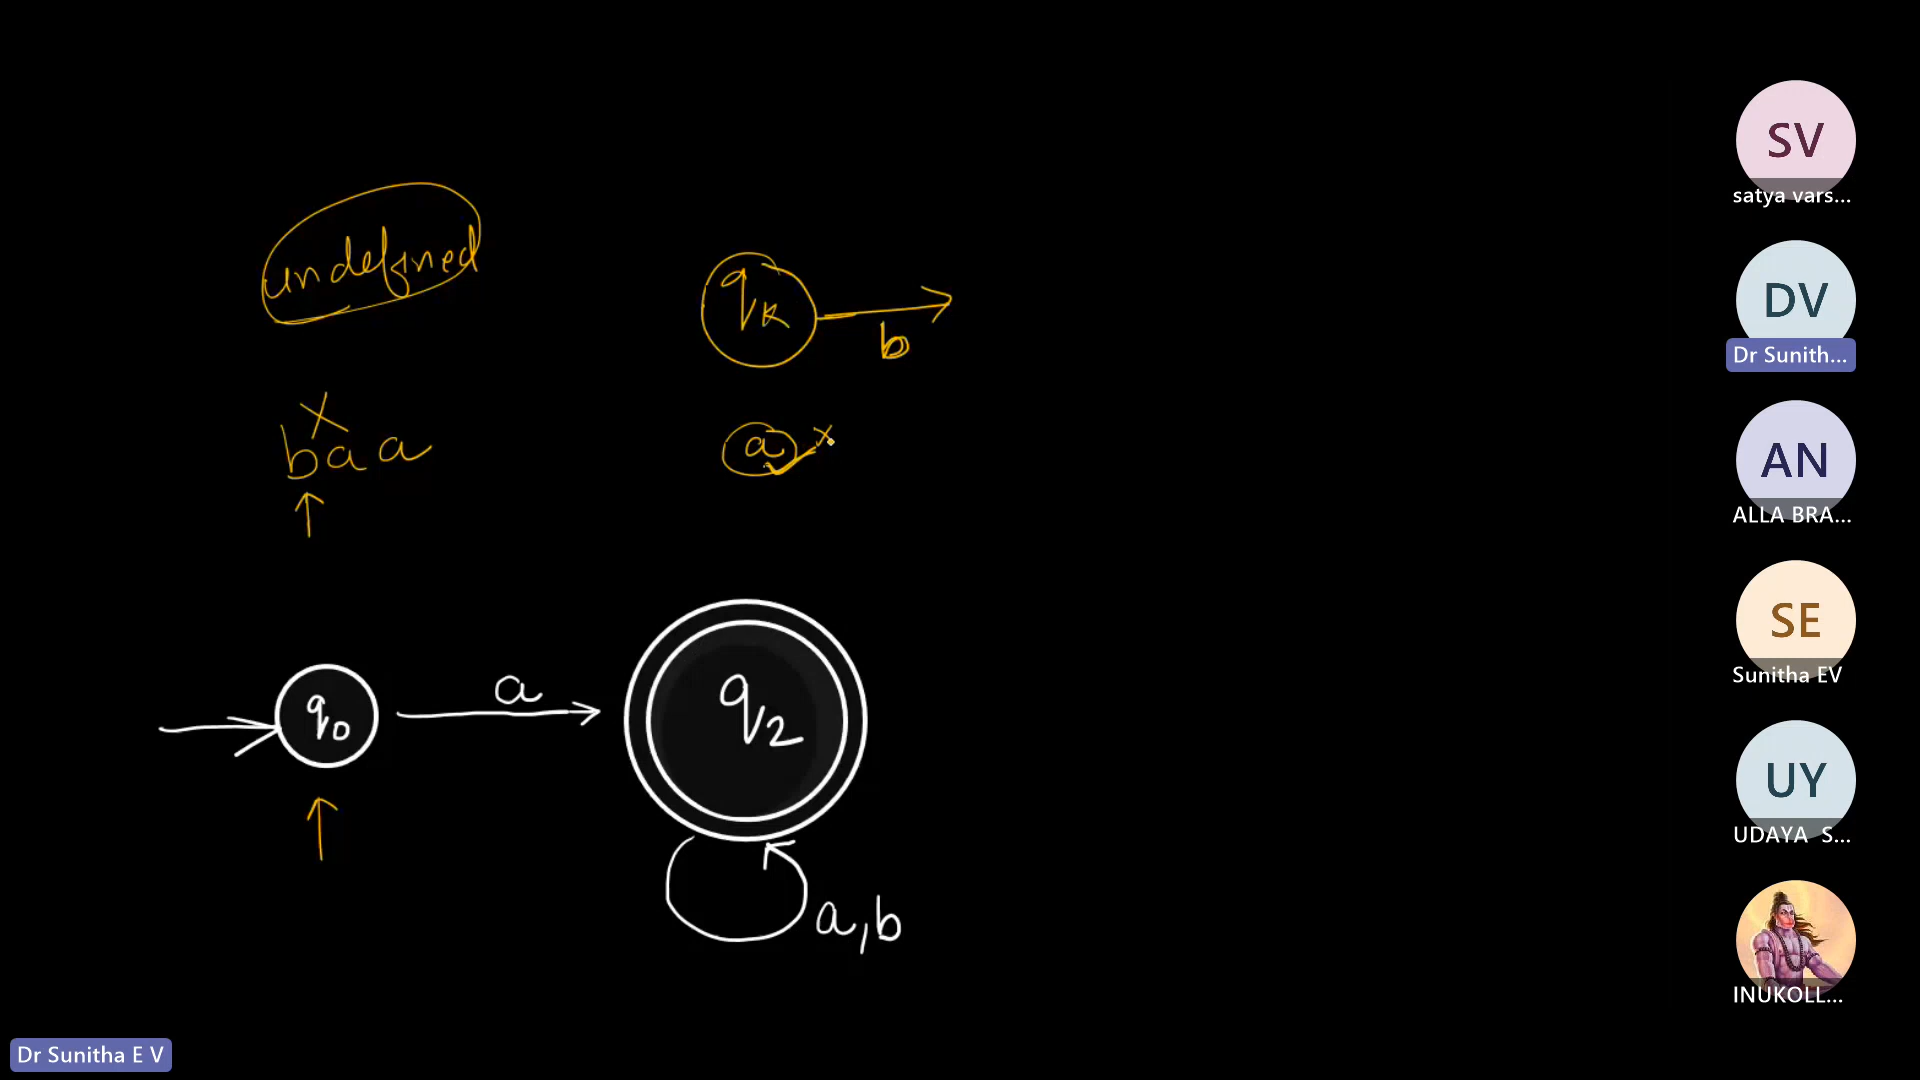 undefined
qk
b
baa
a
q0
a
q2
a,b
SV
satya vars...
DV
Dr Sunith...
AN
ALLA BRA...
SE
Sunitha EV
UY
UDAYA S...
INUKOLL...
Dr Sunitha E V